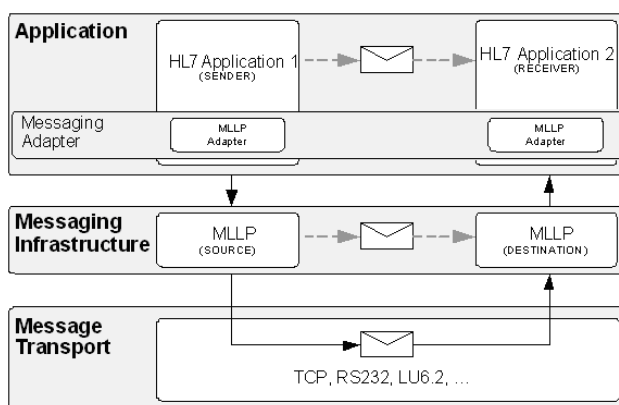 Application
HL7 Application 1
(SENDER)
HL7 Application 2
(RECEIVER)
Messaging
Adapter
MLLP
Adapter
MLLP
Adapter
Messaging
Infrastructure
MLLP
(SOURCE)
MLLP
(DESTINATION)
Message
Transport
TCP, RS232, LU6.2, ...